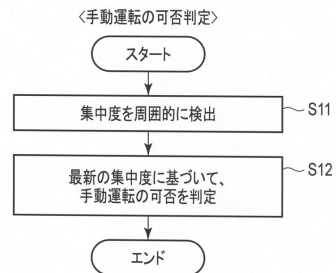 〈手動運転の可否判定〉
スタート
集中度を周囲的に検出
S11
最新の集中度に基づいて、
手動運転の可否を判定
S12
エンド